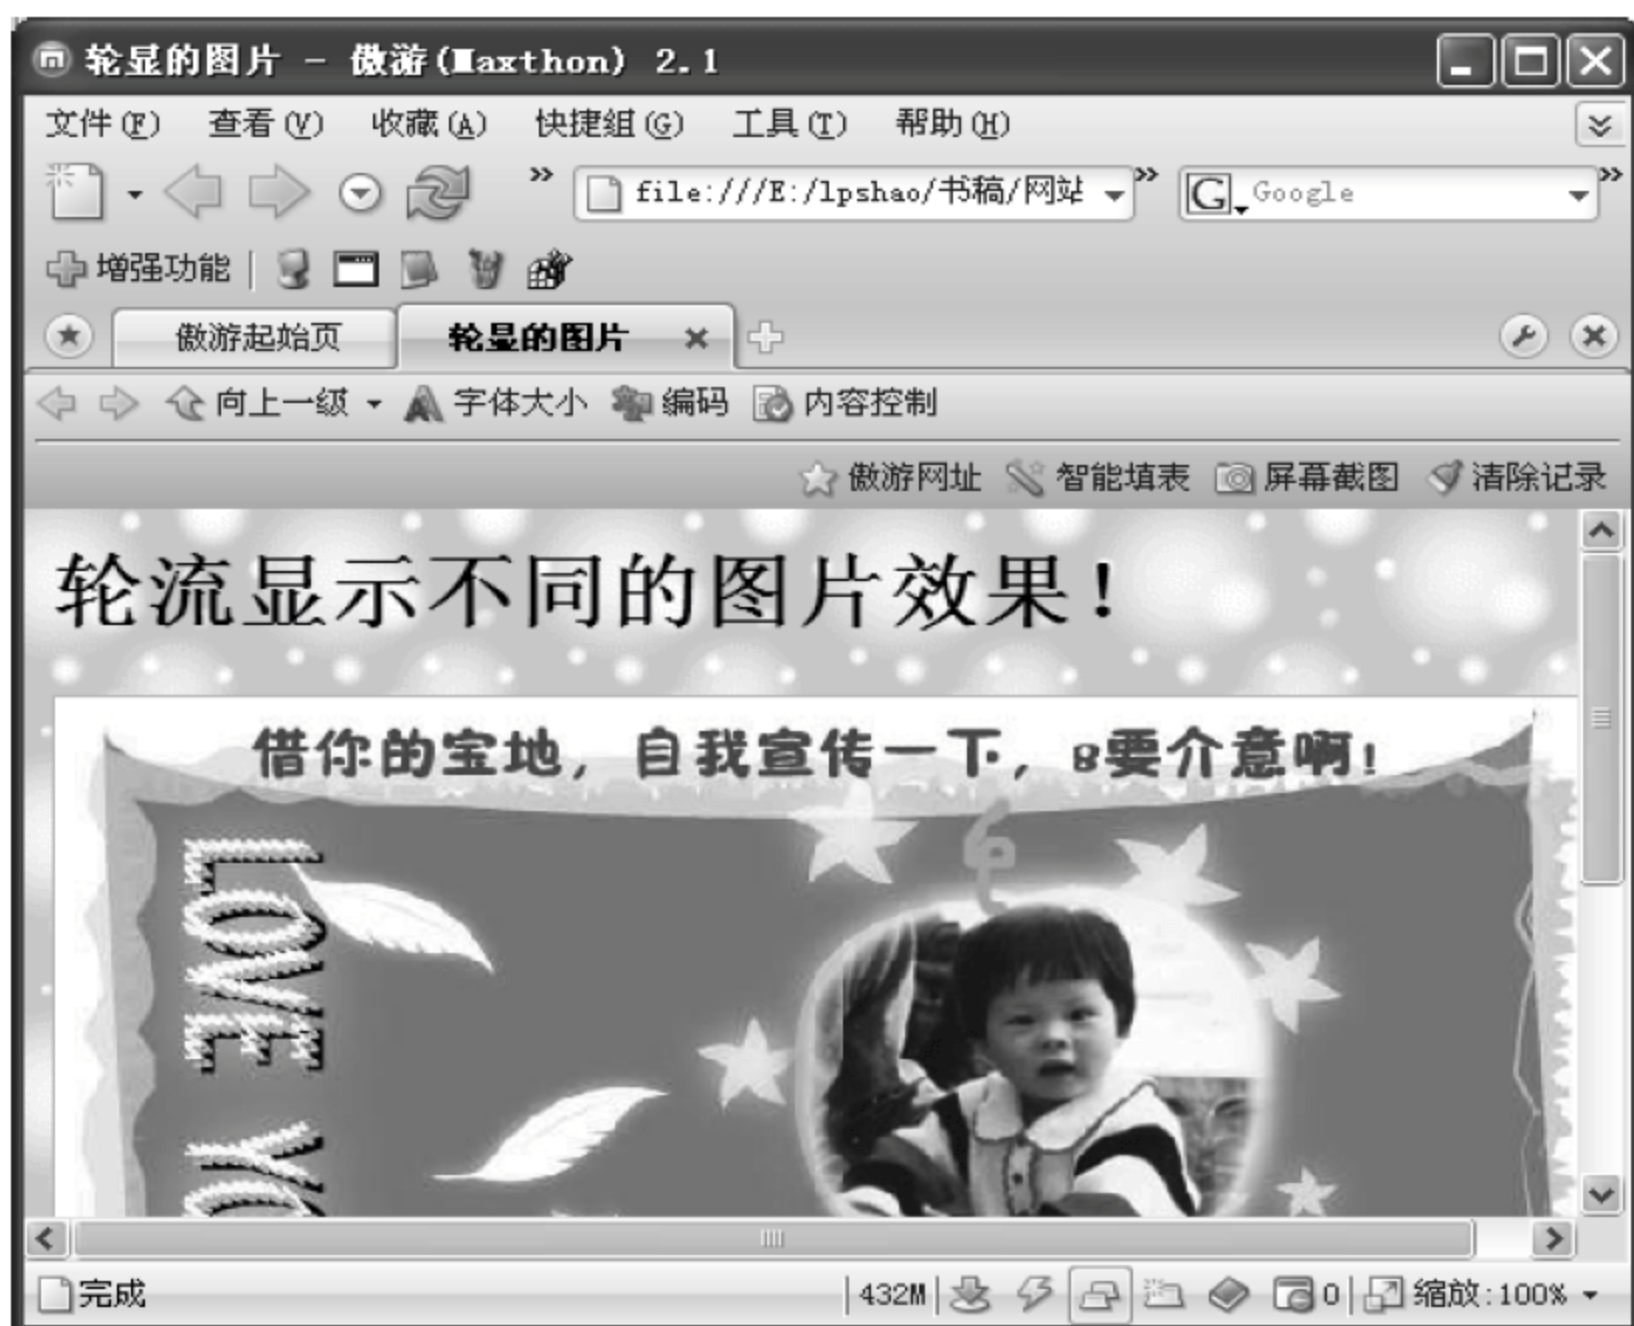 轮显的图片 - 傲游(Maxthon) 2.1
文件(F) 查看(V) 收藏(A) 快捷组(G) 工具(T) 帮助(H)
file:///E:/lpshao/书稿/网站 G Google
增强功能
傲游起始页 轮显的图片
向上一级 字体大小 编码 内容控制
傲游网址 智能填表 屏幕截图 清除记录
轮流显示不同的图片效果！
借你的宝地，自我宣传一下，8要介意啊！
LOVE YO
完成 432M 0 缩放:100%